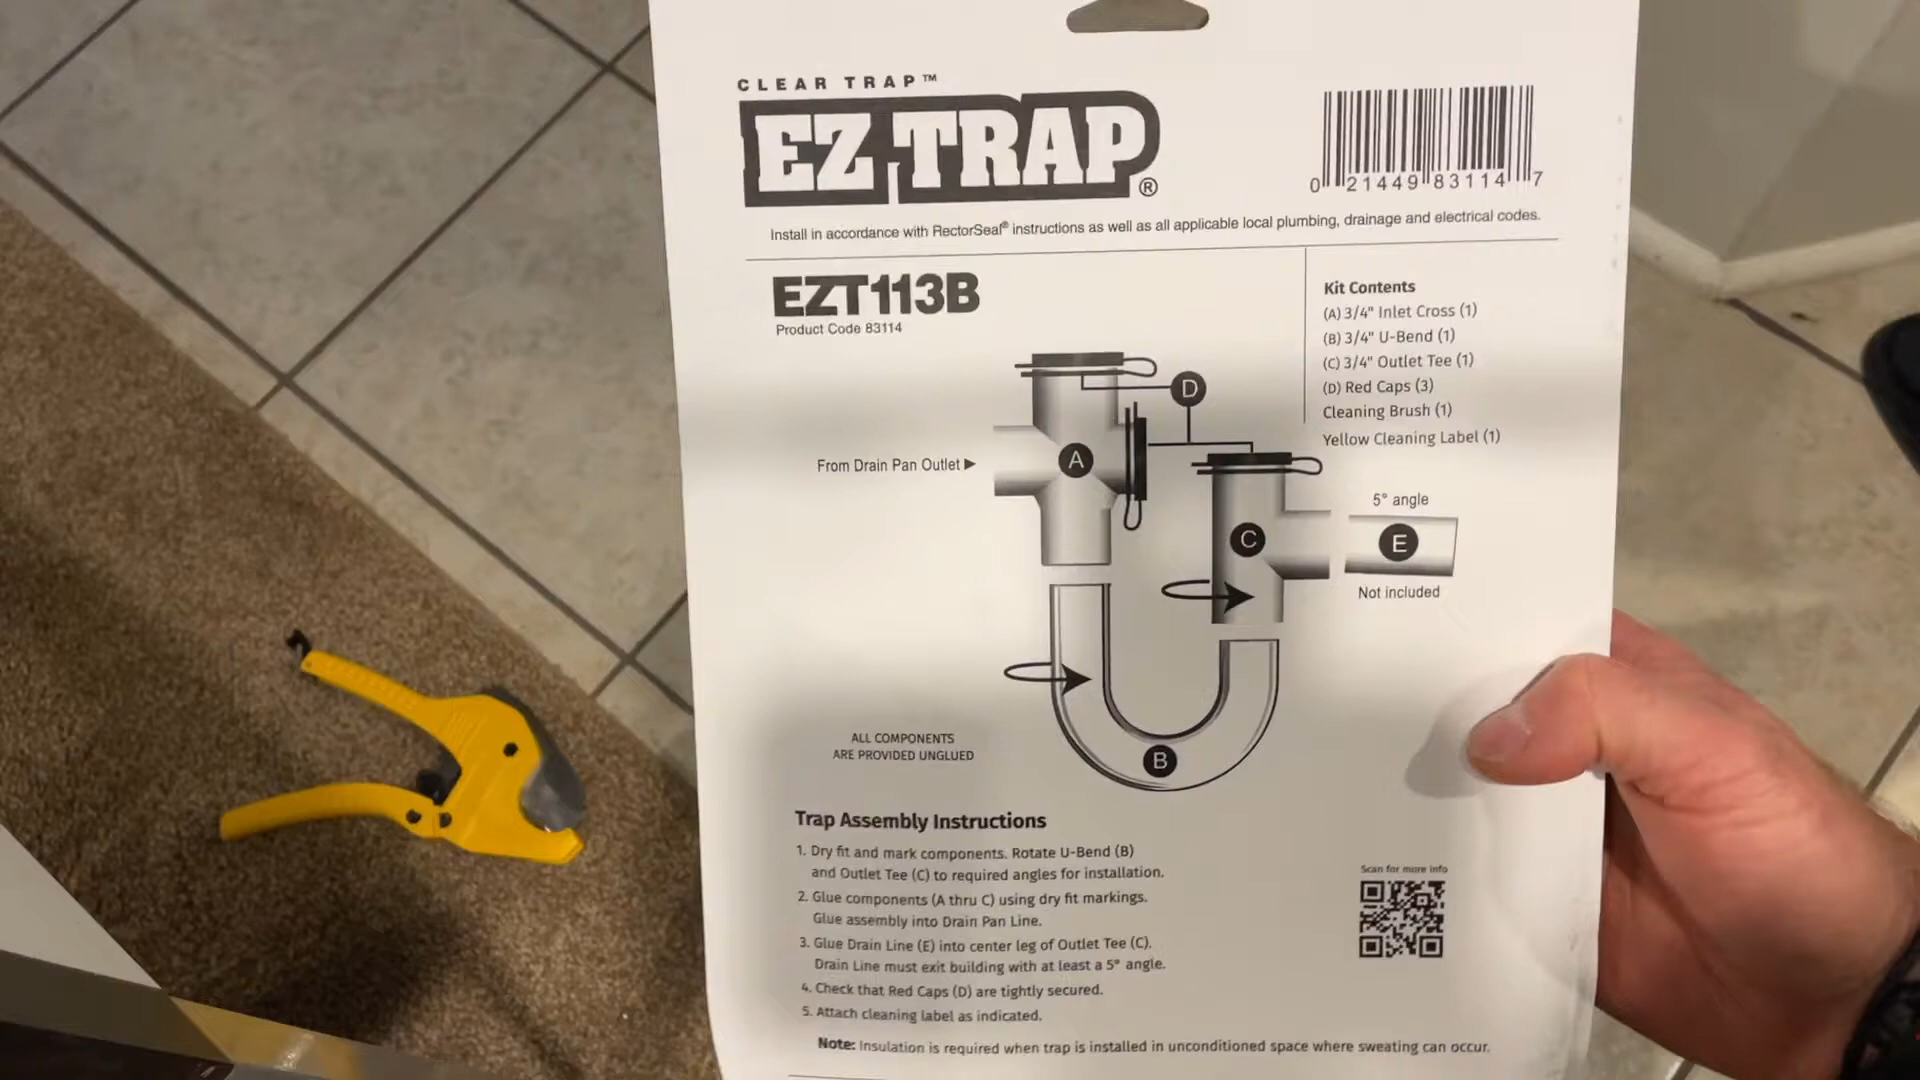 CLEAR TRAP™
EZ TRAP®
0 21449 83114 7
Install in accordance with RectorSeal® instructions as well as all applicable local plumbing, drainage and electrical codes.
EZT113B
Product Code 83114
Kit Contents
(A) 3/4" Inlet Cross (1)
(B) 3/4" U-Bend (1)
(C) 3/4" Outlet Tee (1)
(D) Red Caps (3)
Cleaning Brush (1)
Yellow Cleaning Label (1)
D
From Drain Pan Outlet ▶
A
5° angle
C
E
Not included
ALL COMPONENTS
ARE PROVIDED UNGLUED
B
Trap Assembly Instructions
1. Dry fit and mark components. Rotate U-Bend (B)
and Outlet Tee (C) to required angles for installation.
2. Glue components (A thru C) using dry fit markings.
Glue assembly into Drain Pan Line.
3. Glue Drain Line (E) into center leg of Outlet Tee (C).
Drain Line must exit building with at least a 5° angle.
4. Check that Red Caps (D) are tightly secured.
5. Attach cleaning label as indicated.
Scan for more info
Note: Insulation is required when trap is installed in unconditioned space where sweating can occur.